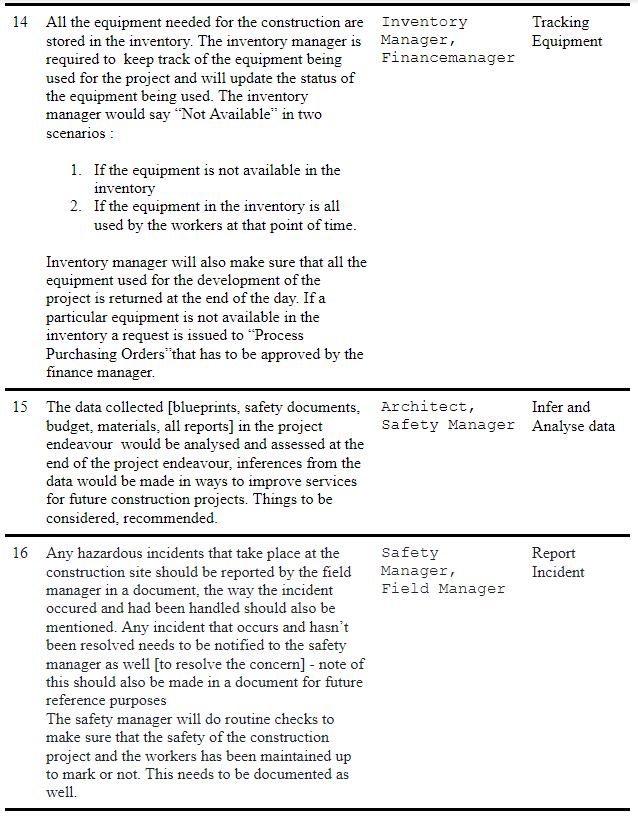 14 All the equipment needed for the construction are Inventory Tracking
stored in the inventory. The inventory manager is Manager, Equipment
required to keep track of the equipment being Financemanager
used for the project and will update the status of
the equipment being used. The inventory
manager would say “Not Available” in two
scenarios :
1. If the equipment is not available in the
inventory
2. If the equipment in the inventory is all
used by the workers at that point of time.
Inventory manager will also make sure that all the
equipment used for the development of the
project is returned at the end of the day. If a
particular equipment is not available in the
inventory a request is issued to “Process
Purchasing Orders”that has to be approved by the
finance manager.
15 The data collected [blueprints, safety documents, Architect, Infer and
budget, materials, all reports] in the project Safety Manager Analyse data
endeavour would be analysed and assessed at the
end of the project endeavour, inferences from the
data would be made in ways to improve services
for future construction projects. Things to be
considered, recommended.
16 Any hazardous incidents that take place at the Safety Report
construction site should be reported by the field Manager, Incident
manager in a document, the way the incident Field Manager
occured and had been handled should also be
mentioned. Any incident that occurs and hasn’t
been resolved needs to be notified to the safety
manager as well [to resolve the concern] - note of
this should also be made in a document for future
reference purposes
The safety manager will do routine checks to
make sure that the safety of the construction
project and the workers has been maintained up
to mark or not. This needs to be documented as
well.